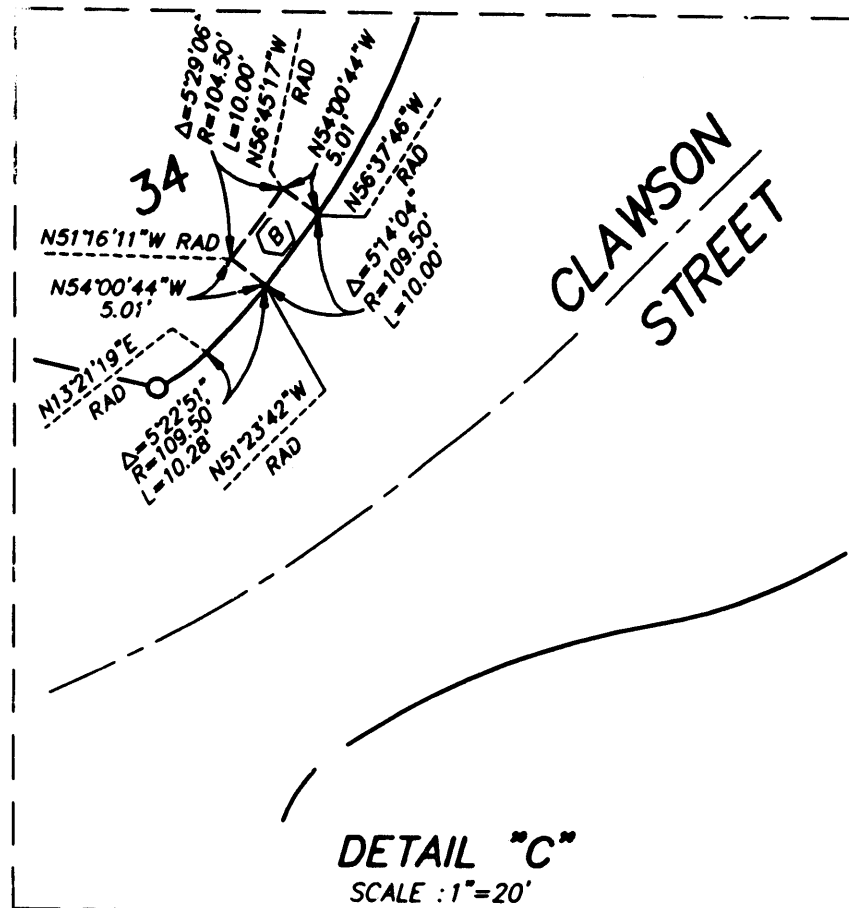 Δ=5°29'06"
R=104.50'
L=10.00'
N56°45'17"W
RAD
N54°00'44"W
5.01'
N56°37'46"W
RAD
34
CLAWSON
STREET
N51°16'11"W RAD
B
Δ=5°14'04"
R=109.50'
L=10.00'
N54°00'44"W
5.01'
N13°21'19"E
RAD
Δ=5°22'51"
R=109.50'
L=10.28'
N51°23'42"W
RAD
DETAIL "C"
SCALE : 1"=20'